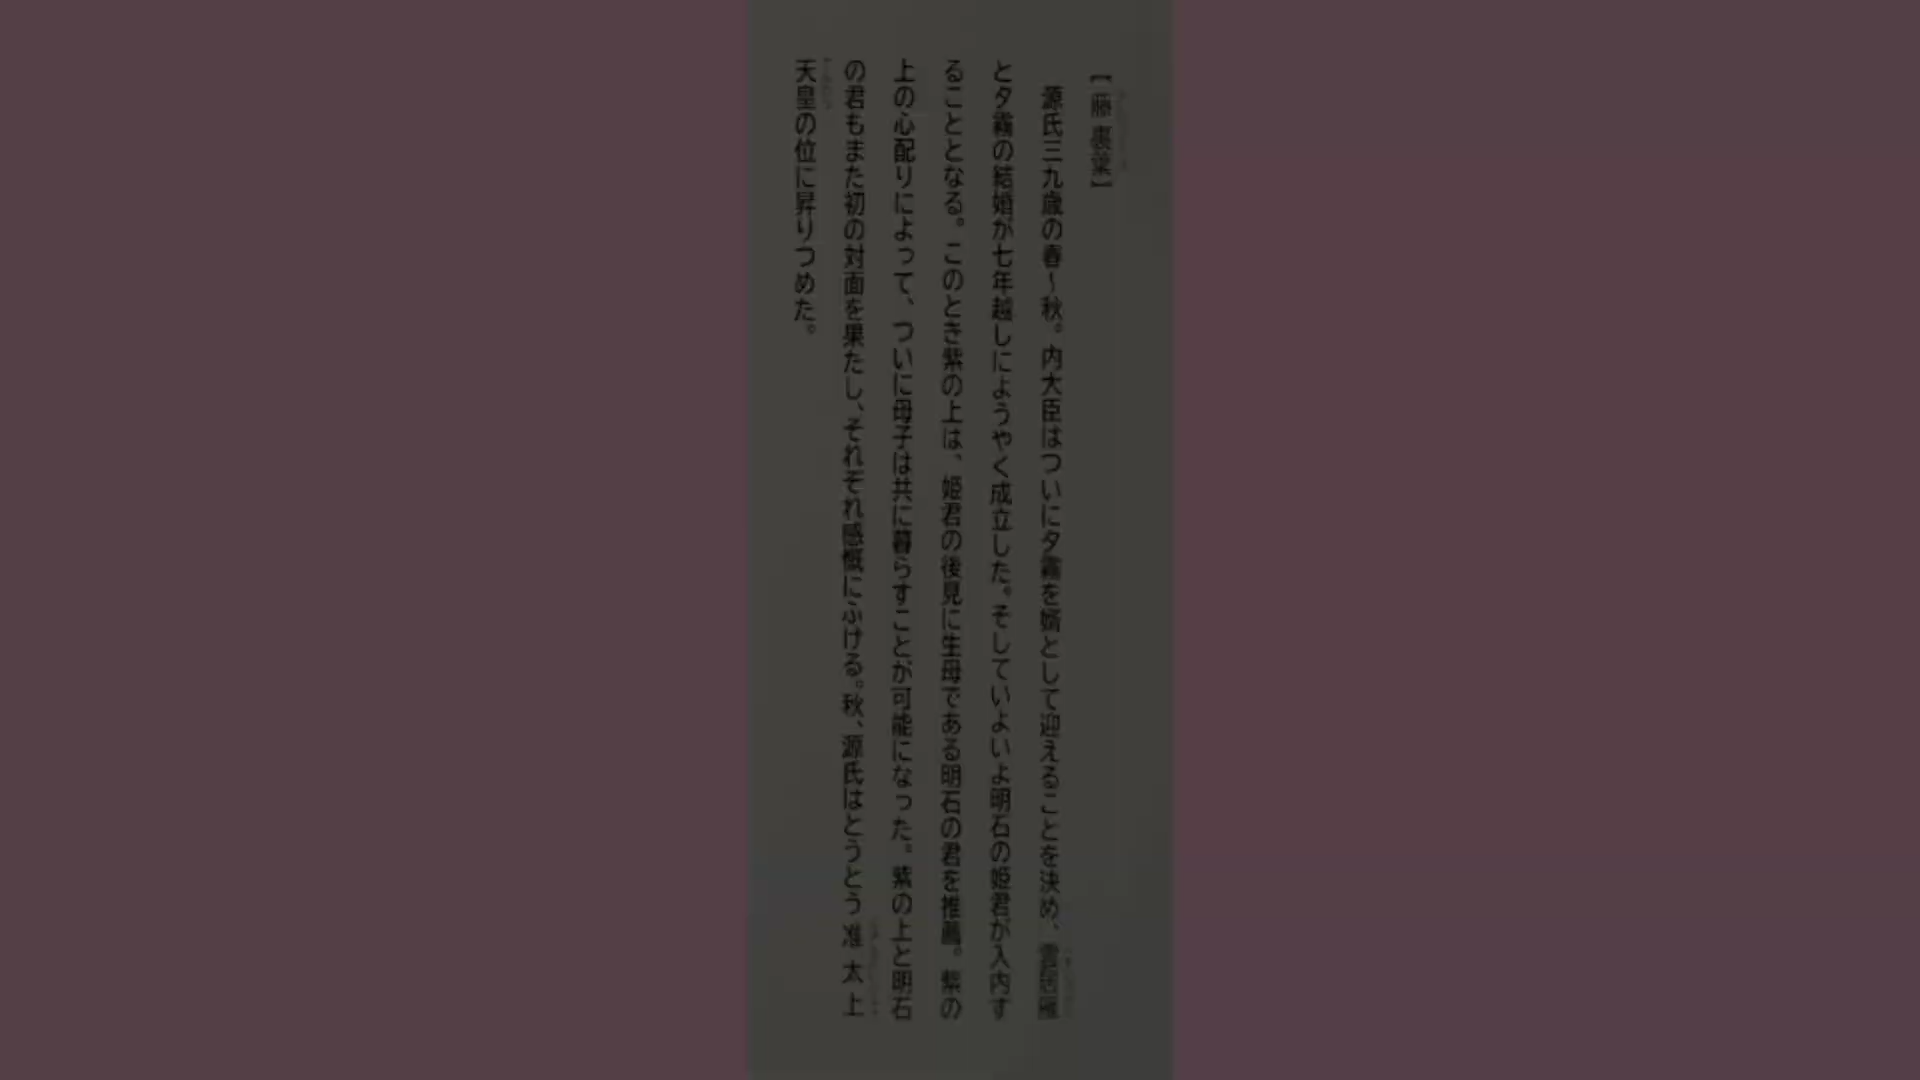 【藤裏葉】
源氏三九歳の春〜秋。内大臣はついに夕霧を婿として迎えることを決め、雲居雁
と夕霧の結婚が七年越しにようやく成立した。そしていよいよ明石の姫君が入内す
ることとなる。このとき紫の上は、姫君の後見に生母である明石の君を推薦。紫の
上の心配りによって、ついに母子は共に暮らすことが可能になった。紫の上と明石
の君もまた初の対面を果たし、それぞれ感慨にふける。秋、源氏はとうとう准太上
天皇の位に昇りつめた。